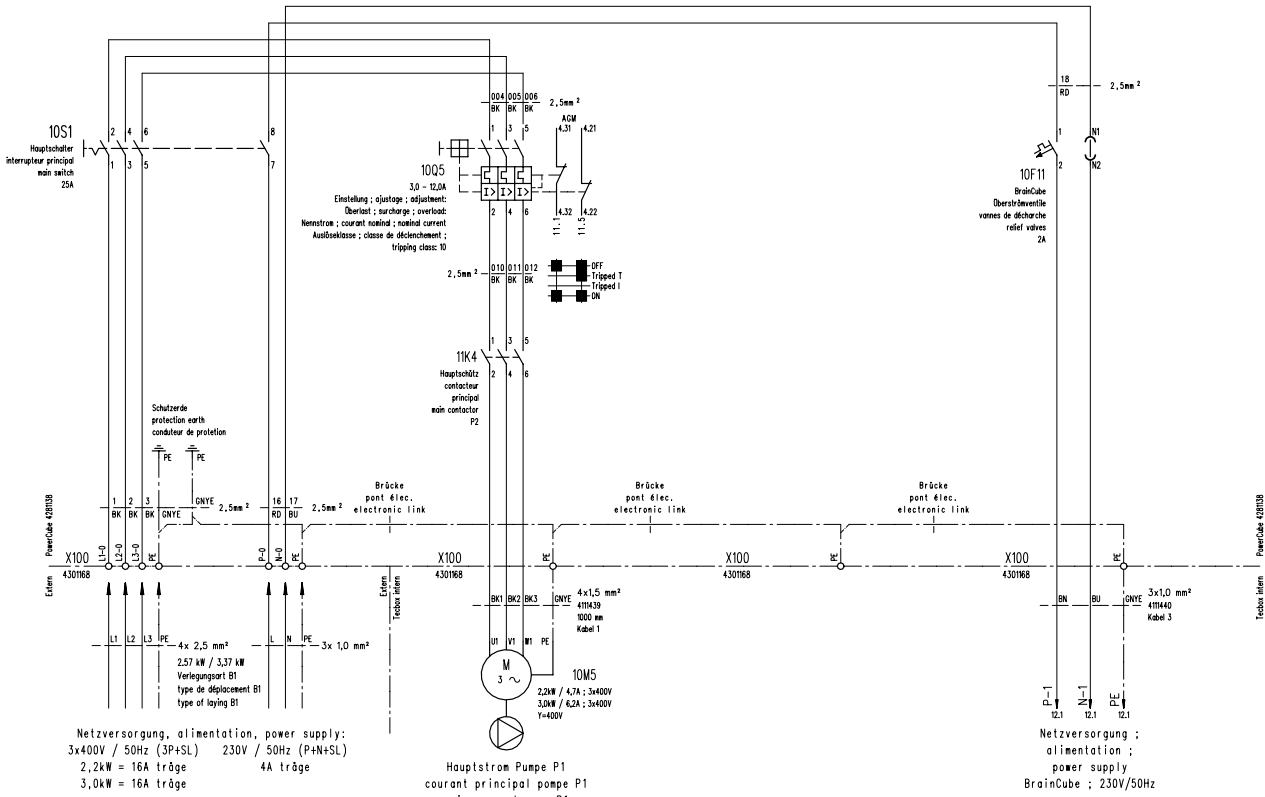 004 005 006
BK BK BK
2,5mm²
AGM
18
RD
2,5mm²
10S1
Hauptschalter
interrupteur principal
main switch
25A
2 4 6
1 3 5
8
7
1 3 5
4.31 4.21
10Q5
3,0 - 12,0A
Einstellung ; ajustage ; adjustment:
Überlast ; surcharge ; overload:
Nennstrom ; courant nominal ; nominal current
Auslöseklasse ; classe de déclenchement ;
tripping class: 10
I> I> I>
2 4 6
4.32 4.22
11.1 11.5
1
2
N1
N2
10F11
BrainCube
Überströmventile
vannes de décharche
relief valves
2A
2,5mm²
010 011 012
BK BK BK
OFF
Tripped T
Tripped I
ON
11K4
Hauptschütz
contacteur
principal
main contactor
P2
1 3 5
2 4 6
Schutzerde
protection earth
conduteur de protetion
PE PE
PowerCube 4281138
1 2 3
BK BK BK GNYE
GNYE
2,5mm²
16 17
RD BU
2,5mm²
Brücke
pont élec.
electronic link
Brücke
pont élec.
electronic link
Brücke
pont élec.
electronic link
PowerCube 4281138
X100
4301168
L1-0 L2-0 L3-0 PE
P-0 N-0 PE
X100
4301168
PE
X100
4301168
PE
X100
4301168
PE
Extern
Extern
Tecbox intern
Tecbox intern
BK1 BK2 BK3 GNYE
4x1,5 mm²
4111439
1000 mm
Kabel 1
BN BU GNYE
3x1,0 mm²
4111440
Kabel 3
L1 L2 L3 PE
4x 2,5 mm²
2.57 kW / 3,37 kW
Verlegungsart B1
type de déplacement B1
type of laying B1
L N PE
3x 1,0 mm²
U1 V1 W1 PE
M
3 ~
10M5
2,2kW / 4,7A ; 3x400V
3,0kW / 6,2A ; 3x400V
Y=400V
P-1 N-1 PE
12.1 12.1 12.1
Netzversorgung, alimentation, power supply:
3x400V / 50Hz (3P+SL)
2,2kW = 16A träge
3,0kW = 16A träge
230V / 50Hz (P+N+SL)
4A träge
Hauptstrom Pumpe P1
courant principal pompe P1
Netzversorgung ;
alimentation ;
power supply
BrainCube ; 230V/50Hz